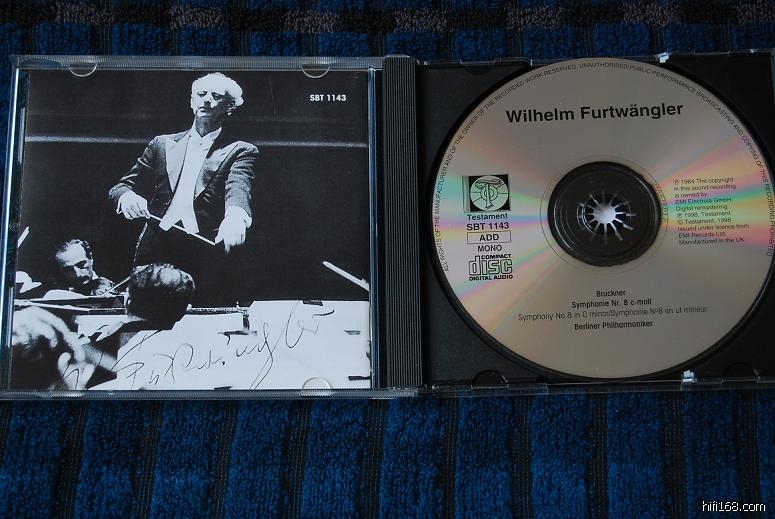 SBT 1143
Furtwängler
ALL RIGHTS OF THE MANUFACTURER AND OF THE OWNER OF THE RECORDED WORK RESERVED. UNAUTHORISED PUBLIC PERFORMANCE BROADCASTING AND COPYING OF THIS RECORDING PROHIBITED
Wilhelm Furtwängler
Testament
SBT 1143
ADD
MONO
COMPACT
disc
DIGITAL AUDIO
℗ 1964 The copyright
in this sound recording
is owned by
EMI Electrola GmbH.
Digital remastering
℗ 1998, Testament
© Testament, 1998
Issued under licence from
EMI Records Ltd.
Manufactured in the UK
Bruckner
Symphonie Nr. 8 c-moll
Symphony No.8 in C minor/Symphonie Nº8 en ut mineur
Berliner Philharmoniker
hifi168.com